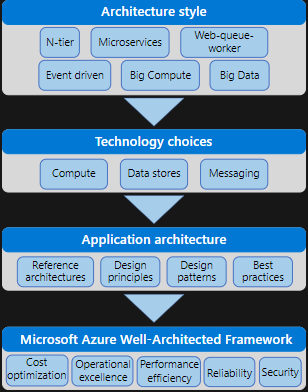 Architecture style
N-tier
Microservices
Web-queue-
worker
Event driven
Big Compute
Big Data
Technology choices
Compute
Data stores
Messaging
Application architecture
Reference
architectures
Design
principles
Design
patterns
Best
practices
Microsoft Azure Well-Architected Framework
Cost
optimization
Operational
excellence
Performance
efficiency
Reliability
Security